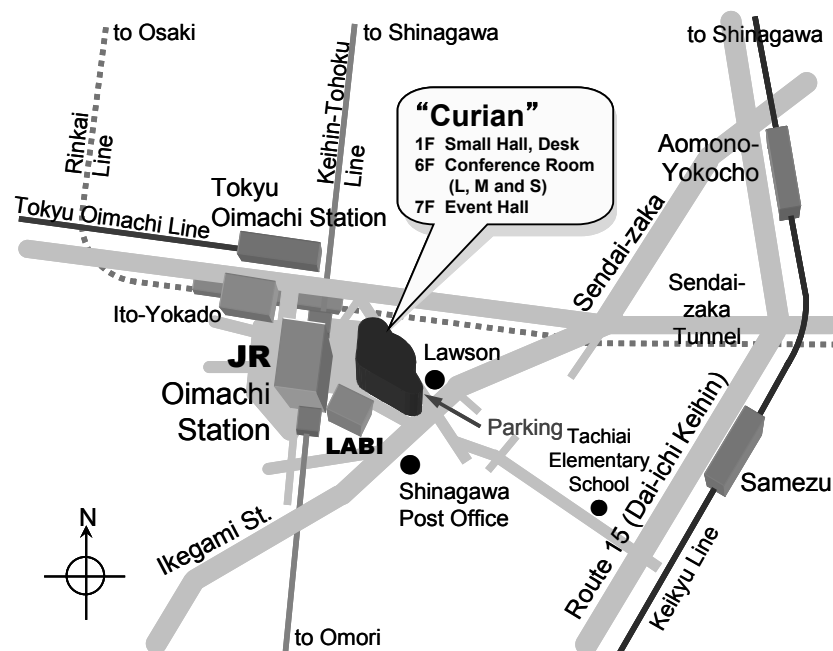 to Osaki
to Shinagawa
to Shinagawa
Rinkai
Line
Keihin-Tohoku
Line
“Curian”
1F Small Hall, Desk
6F Conference Room
(L, M and S)
7F Event Hall
Aomono-
Yokocho
Tokyu
Oimachi Station
Tokyu Oimachi Line
Sendai-zaka
Sendai-
zaka
Tunnel
Ito-Yokado
JR
Oimachi
Station
Lawson
LABI
Parking
Tachiai
Elementary
School
Shinagawa
Post Office
Samezu
Ikegami St.
Route 15 (Dai-ichi Keihin)
Keikyu Line
N
to Omori